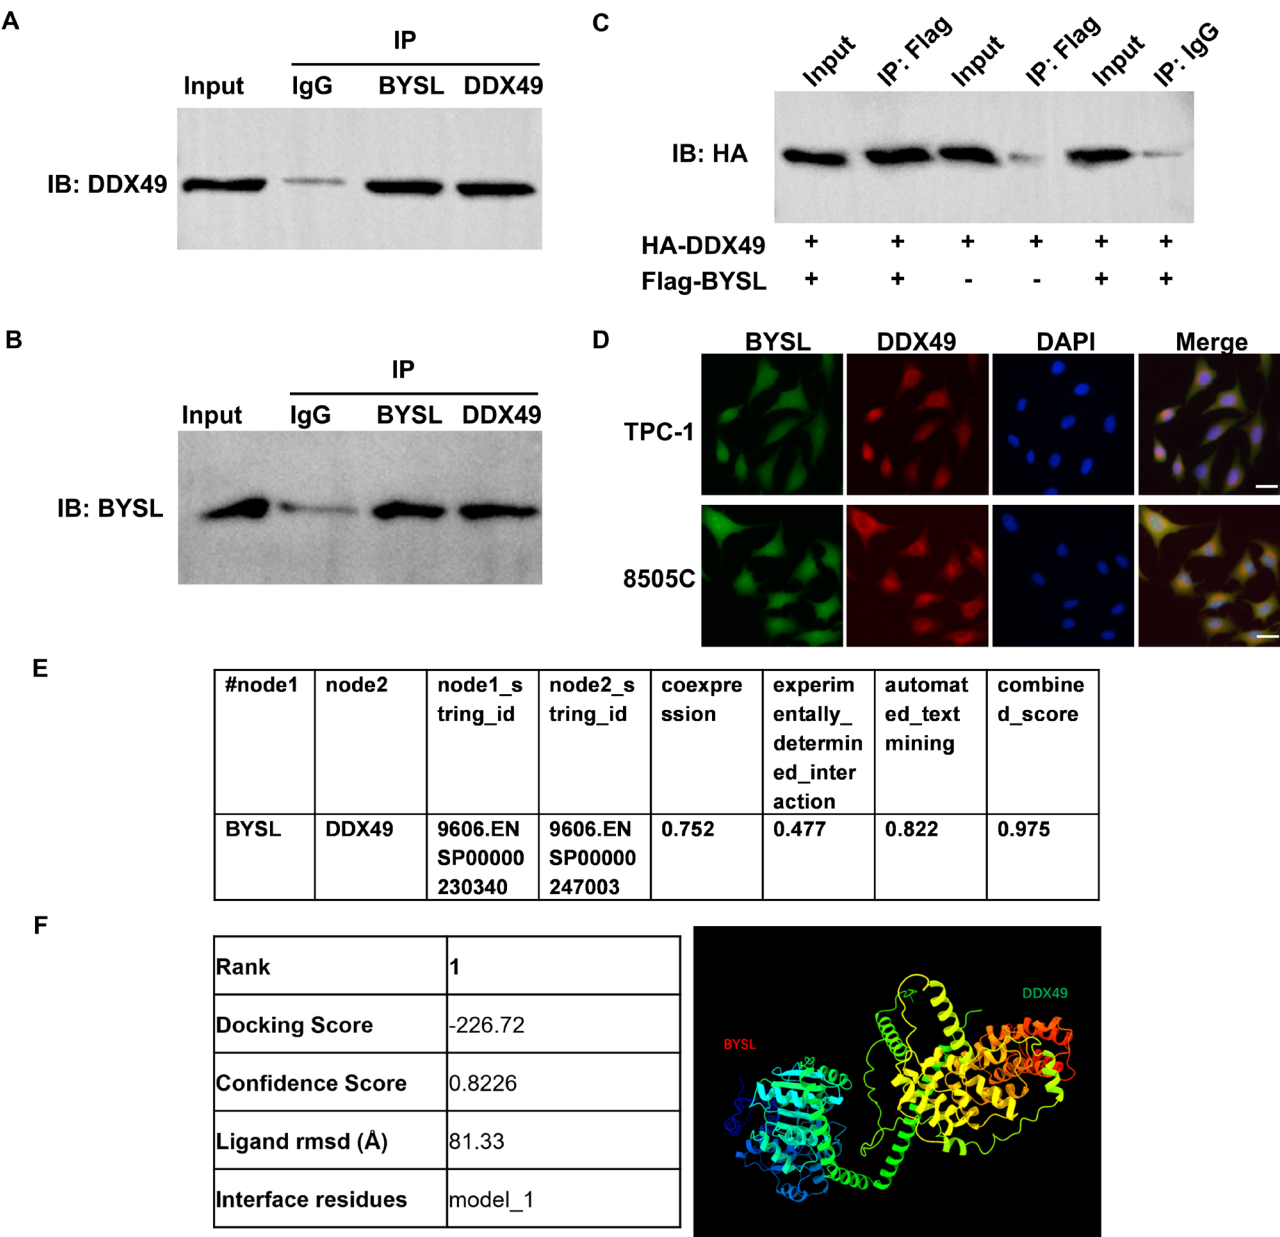 A
IP
Input IgG BYSL DDX49
IB: DDX49
B
IP
Input IgG BYSL DDX49
IB: BYSL
C
Input IP: Flag Input IP: Flag Input IP: IgG
IB: HA
HA-DDX49 + + + + + +
Flag-BYSL + + - - + +
D
BYSL DDX49 DAPI Merge
TPC-1
8505C
E
#node1 node2 node1_s node2_s coexpre experim automat combine
tring_id tring_id ssion entally_ ed_text d_score
determin mining
ed_inter
action
BYSL DDX49 9606.EN 9606.EN 0.752 0.477 0.822 0.975
SP00000 SP00000
230340 247003
F
Rank 1
Docking Score -226.72
Confidence Score 0.8226
Ligand rmsd (Å) 81.33
Interface residues model_1
DDX49
BYSL